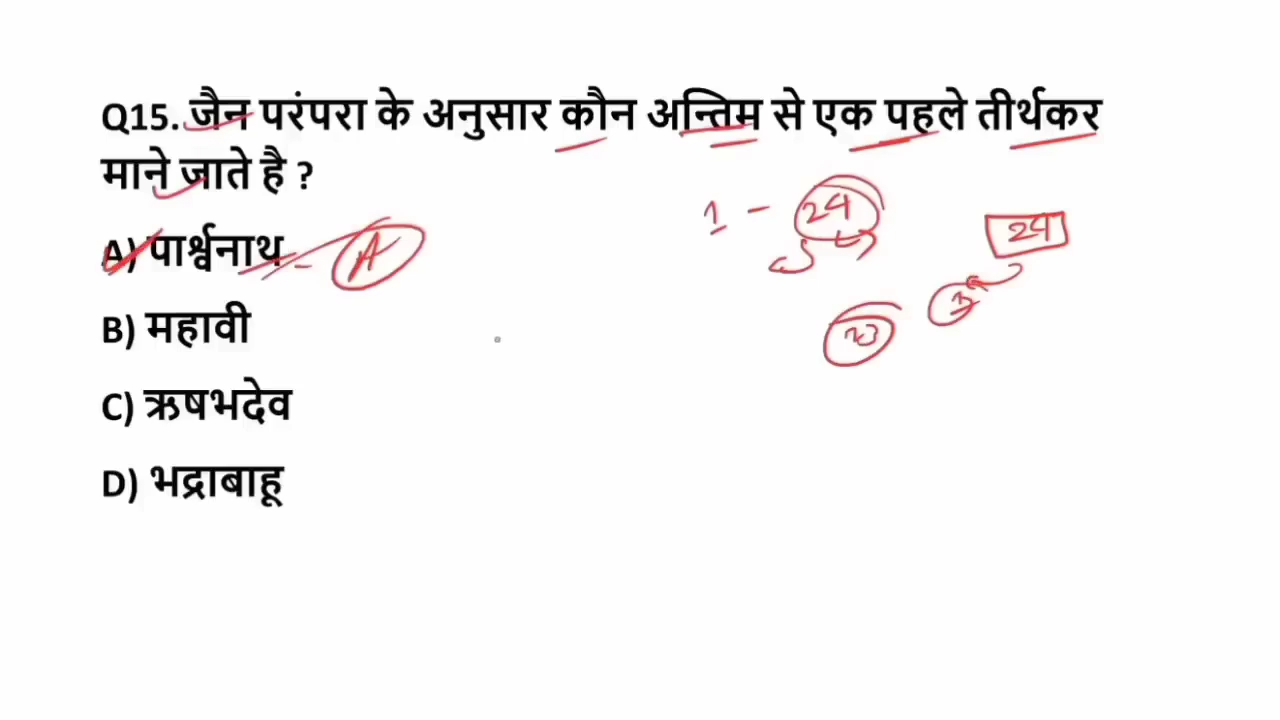 Q15. जैन परंपरा के अनुसार कौन अन्तिम से एक पहले तीर्थकर
माने जाते है ?
1 - 24
24
A) पार्श्वनाथ - A
23
B) महावी
C) ऋषभदेव
D) भद्राबाहू